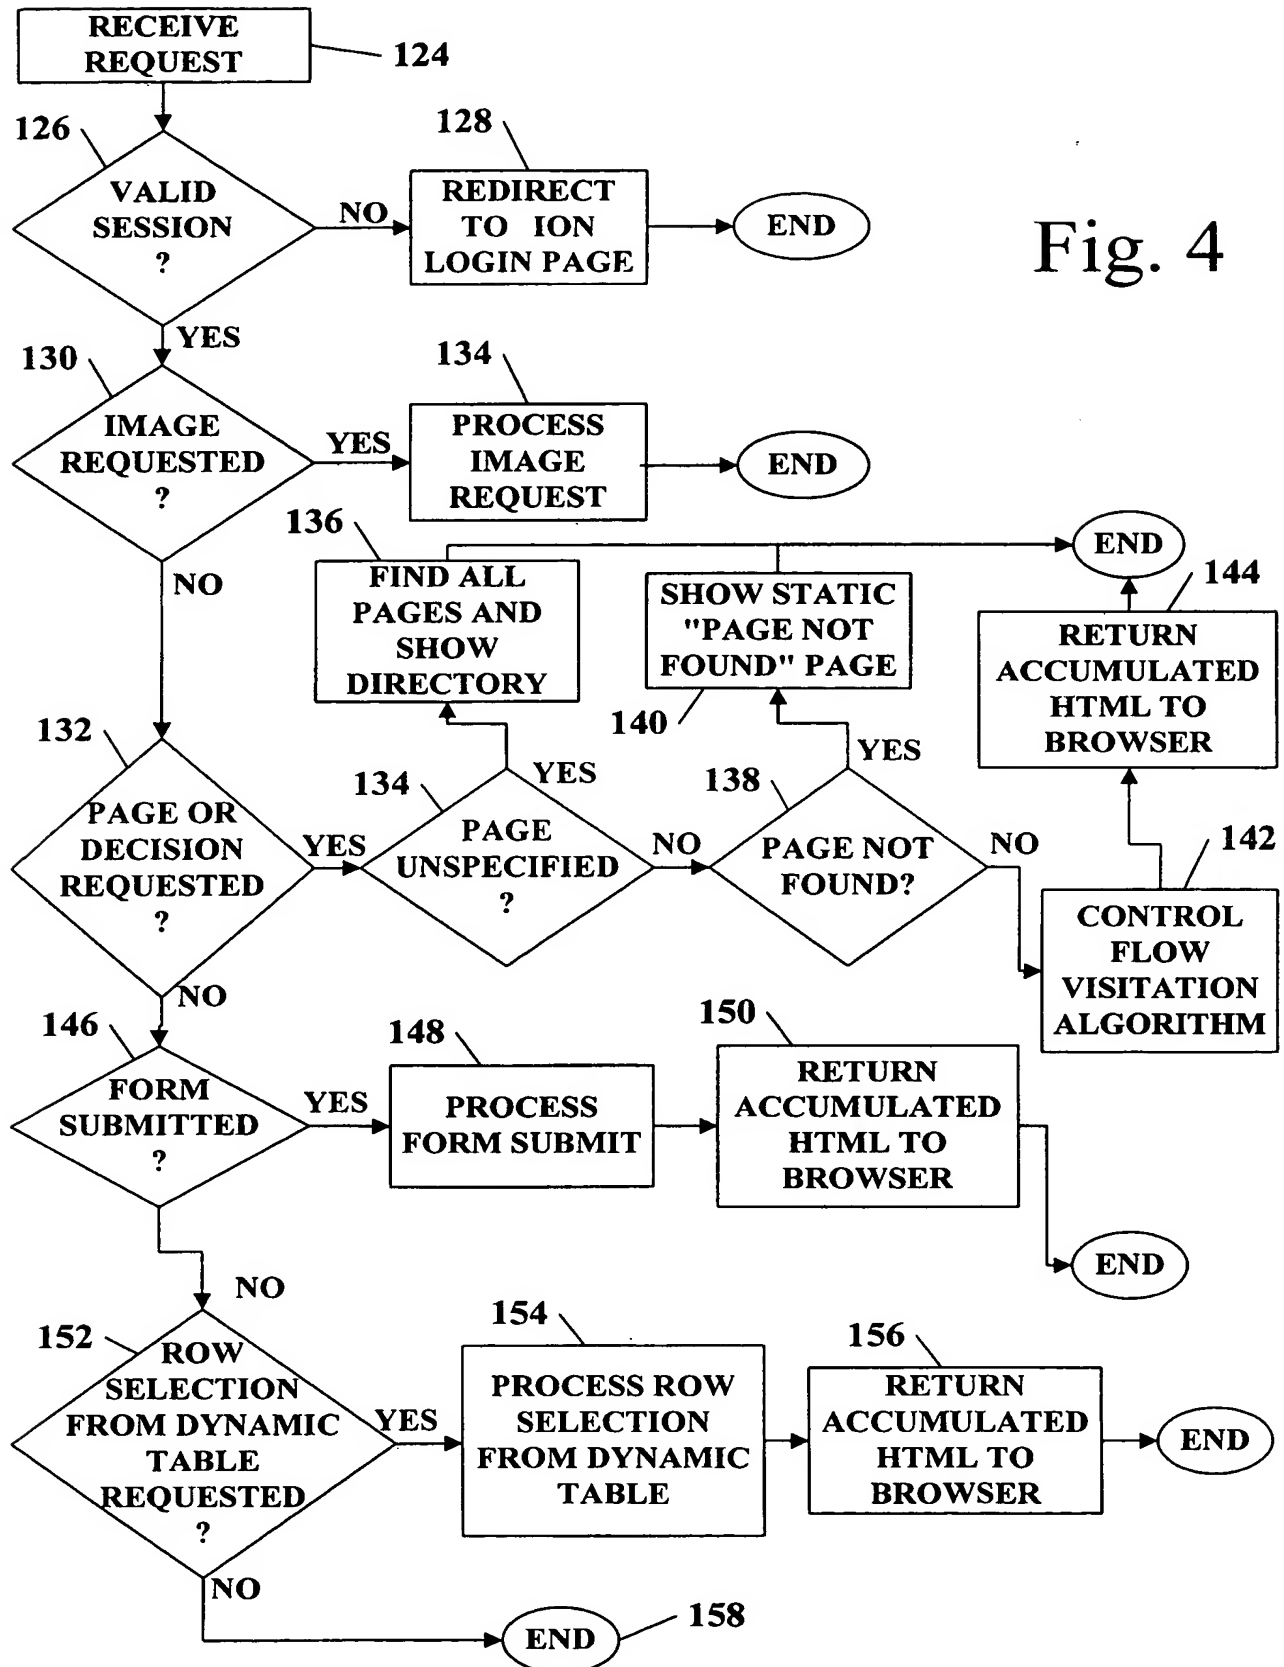 RECEIVE
REQUEST
124
126
VALID
SESSION
?
NO
128
REDIRECT
TO ION
LOGIN PAGE
END
Fig. 4
YES
130
IMAGE
REQUESTED
?
YES
134
PROCESS
IMAGE
REQUEST
END
NO
136
FIND ALL
PAGES AND
SHOW
DIRECTORY
SHOW STATIC
"PAGE NOT
FOUND" PAGE
140
END
144
RETURN
ACCUMULATED
HTML TO
BROWSER
132
PAGE OR
DECISION
REQUESTED
?
YES
134
PAGE
UNSPECIFIED
?
YES
NO
138
PAGE NOT
FOUND?
YES
NO
142
CONTROL
FLOW
VISITATION
ALGORITHM
NO
146
FORM
SUBMITTED
?
YES
148
PROCESS
FORM SUBMIT
150
RETURN
ACCUMULATED
HTML TO
BROWSER
END
NO
152
ROW
SELECTION
FROM DYNAMIC
TABLE
REQUESTED
?
YES
154
PROCESS ROW
SELECTION
FROM DYNAMIC
TABLE
156
RETURN
ACCUMULATED
HTML TO
BROWSER
END
NO
END
158